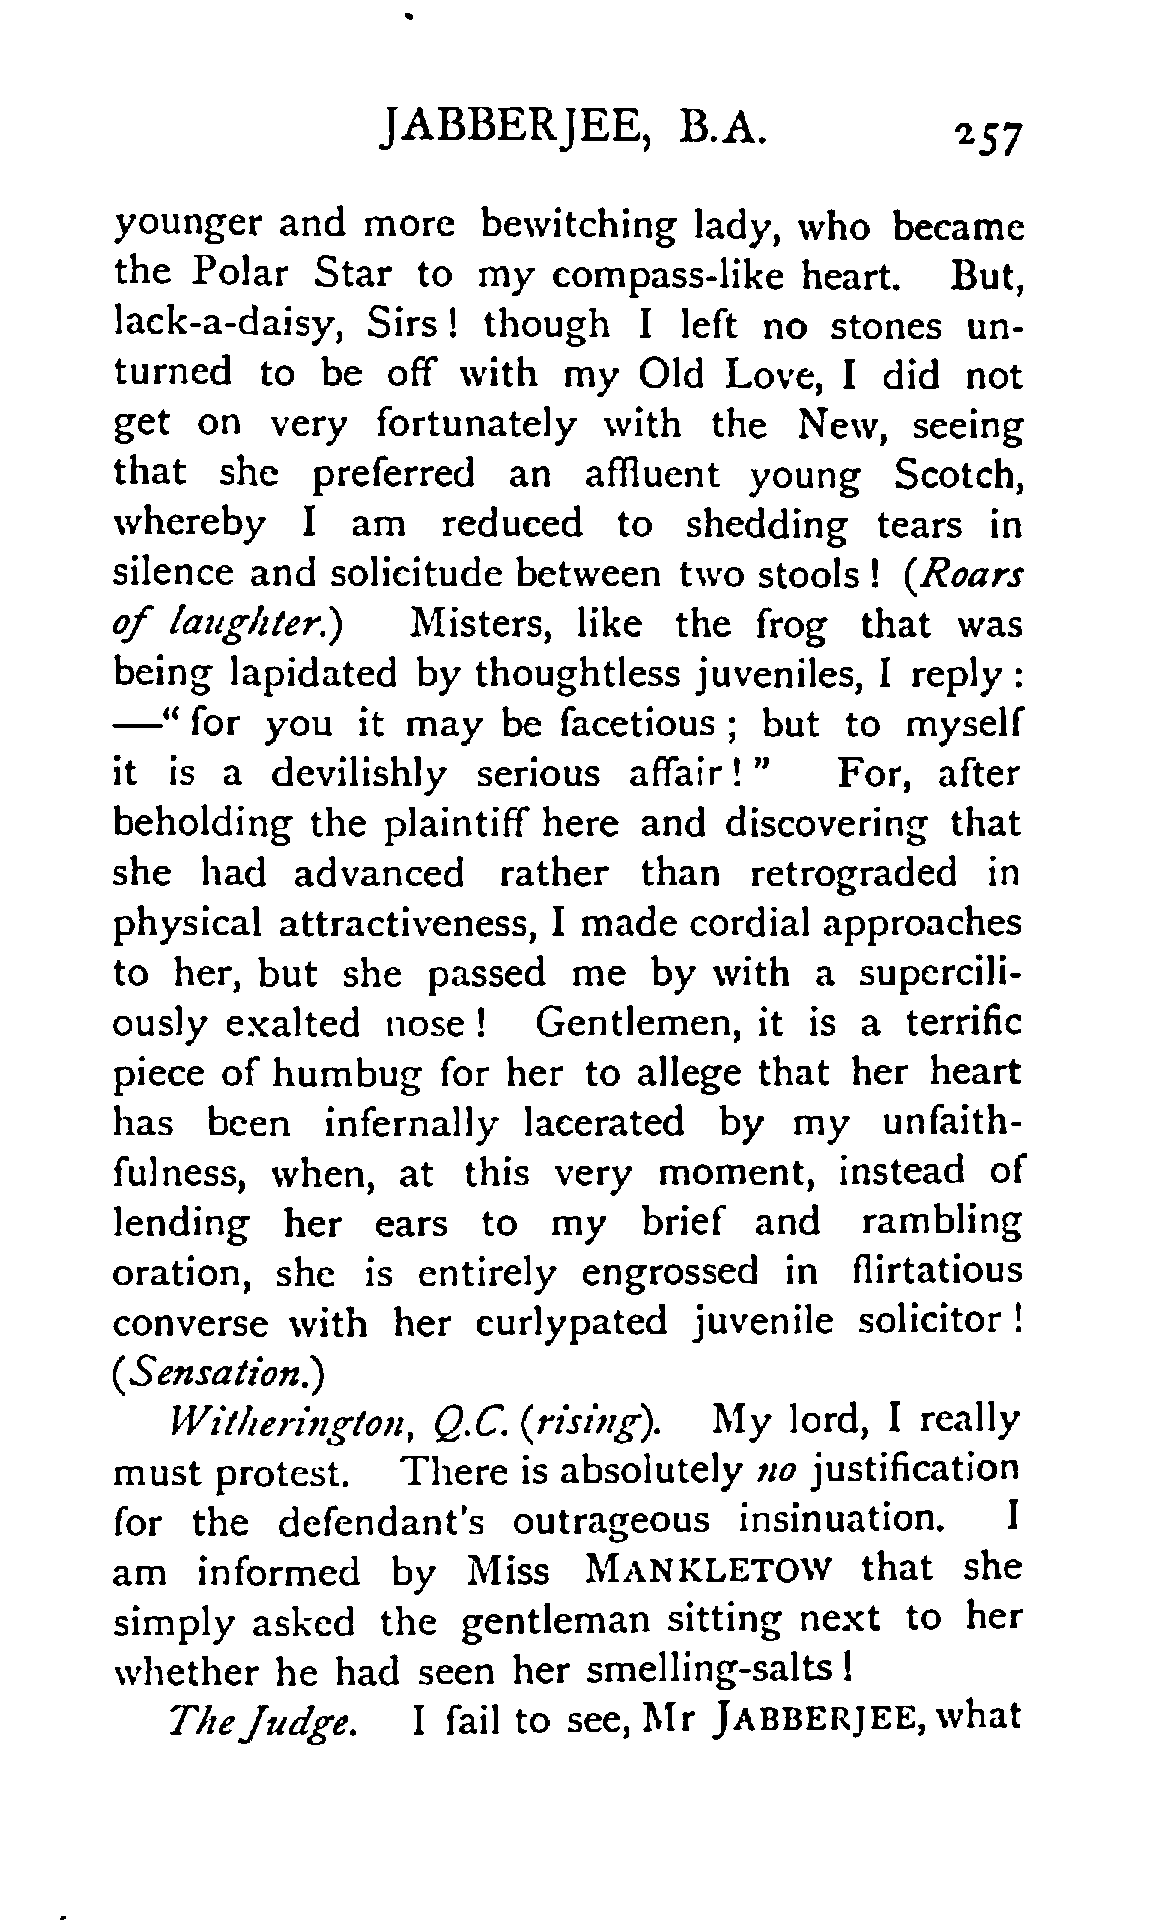 JABBERJEE, B.A. 257
younger and more bewitching lady, who became
the Polar Star to my compass-like heart. But,
lack-a-daisy, Sirs! though I left no stones un-
turned to be off with my Old Love, I did not
get on very fortunately with the New, seeing
that she preferred an affluent young Scotch,
whereby I am reduced to shedding tears in
silence and solicitude between two stools! (Roars
of laughter.) Misters, like the frog that was
being lapidated by thoughtless juveniles, I reply:
—“for you it may be facetious; but to myself
it is a devilishly serious affair!” For, after
beholding the plaintiff here and discovering that
she had advanced rather than retrograded in
physical attractiveness, I made cordial approaches
to her, but she passed me by with a supercili-
ously exalted nose! Gentlemen, it is a terrific
piece of humbug for her to allege that her heart
has been infernally lacerated by my unfaith-
fulness, when, at this very moment, instead of
lending her ears to my brief and rambling
oration, she is entirely engrossed in flirtatious
converse with her curlypated juvenile solicitor!
(Sensation.)
Witherington, Q.C. (rising). My lord, I really
must protest. There is absolutely no justification
for the defendant's outrageous insinuation. I
am informed by Miss MANKLETOW that she
simply asked the gentleman sitting next to her
whether he had seen her smelling-salts!
The Judge. I fail to see, Mr JABBERJEE, what